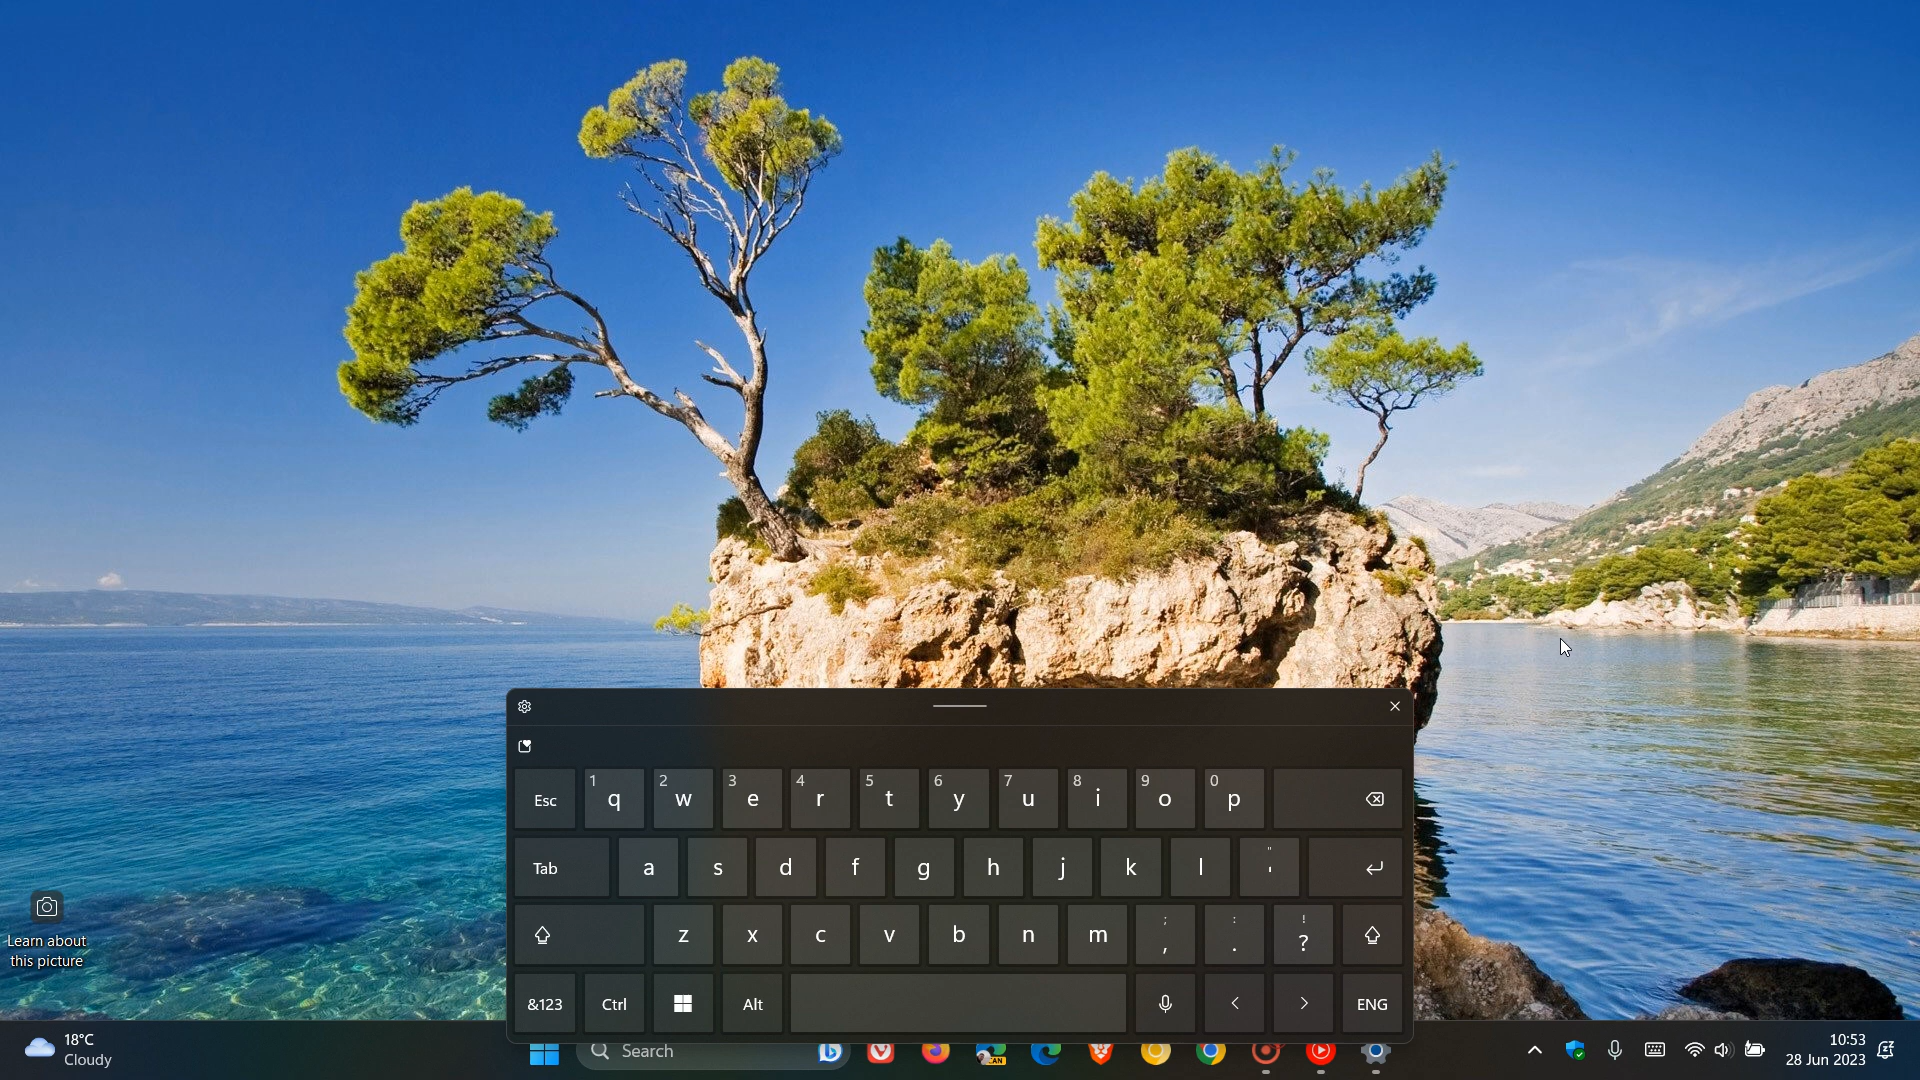 1 2 3 4 5 6 7 8 9 0
Esc q w e r t y u i o p
"
Tab a s d f g h j k l '
; : !
z x c v b n m , . ?
&123 Ctrl Alt < > ENG
Learn about
this picture
18°C
Cloudy
Search
CAN
10:53
28 Jun 2023